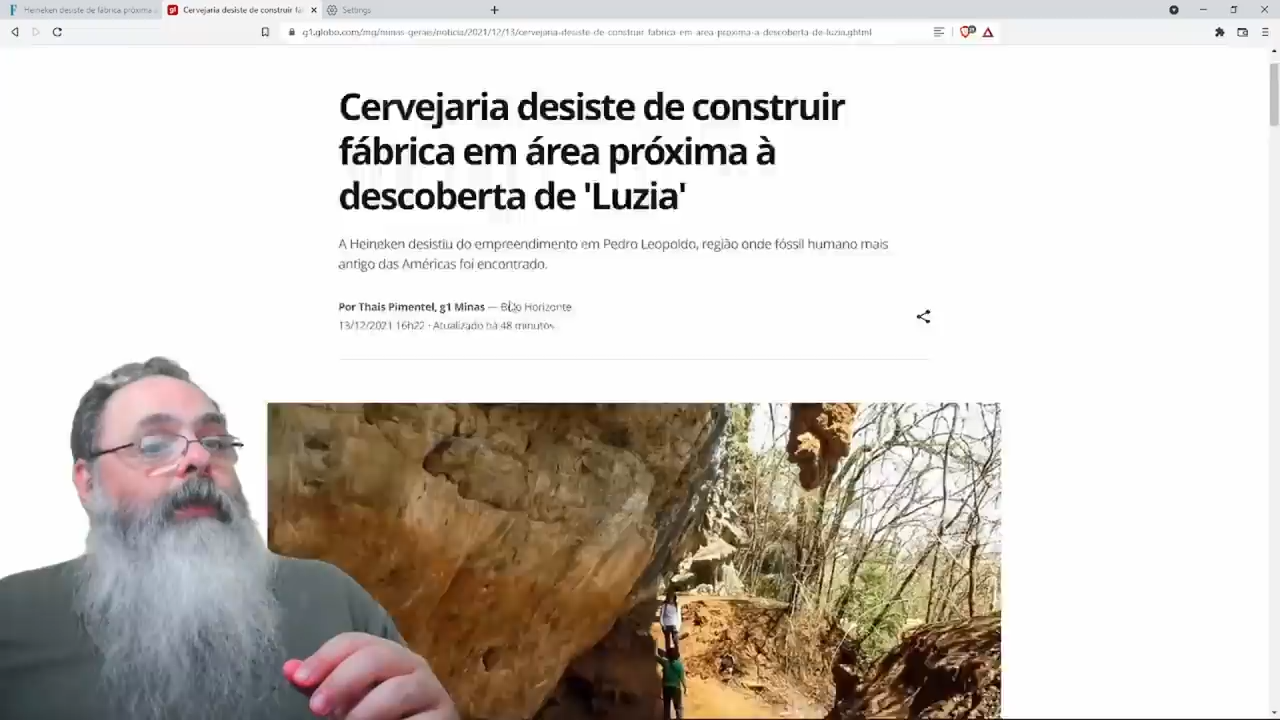 Heineken desiste de fábrica próxima
Cervejaria desiste de construir fá
Settings
g1.globo.com/mg/minas-gerais/noticia/2021/12/13/cervejaria-desiste-de-construir-fabrica-em-area-proxima-a-descoberta-de-luzia.ghtml
Cervejaria desiste de construir
fábrica em área próxima à
descoberta de 'Luzia'
A Heineken desistiu do empreendimento em Pedro Leopoldo, região onde fóssil humano mais
antigo das Américas foi encontrado.
Por Thais Pimentel, g1 Minas — Belo Horizonte
13/12/2021 16h22 · Atualizado há 48 minutos